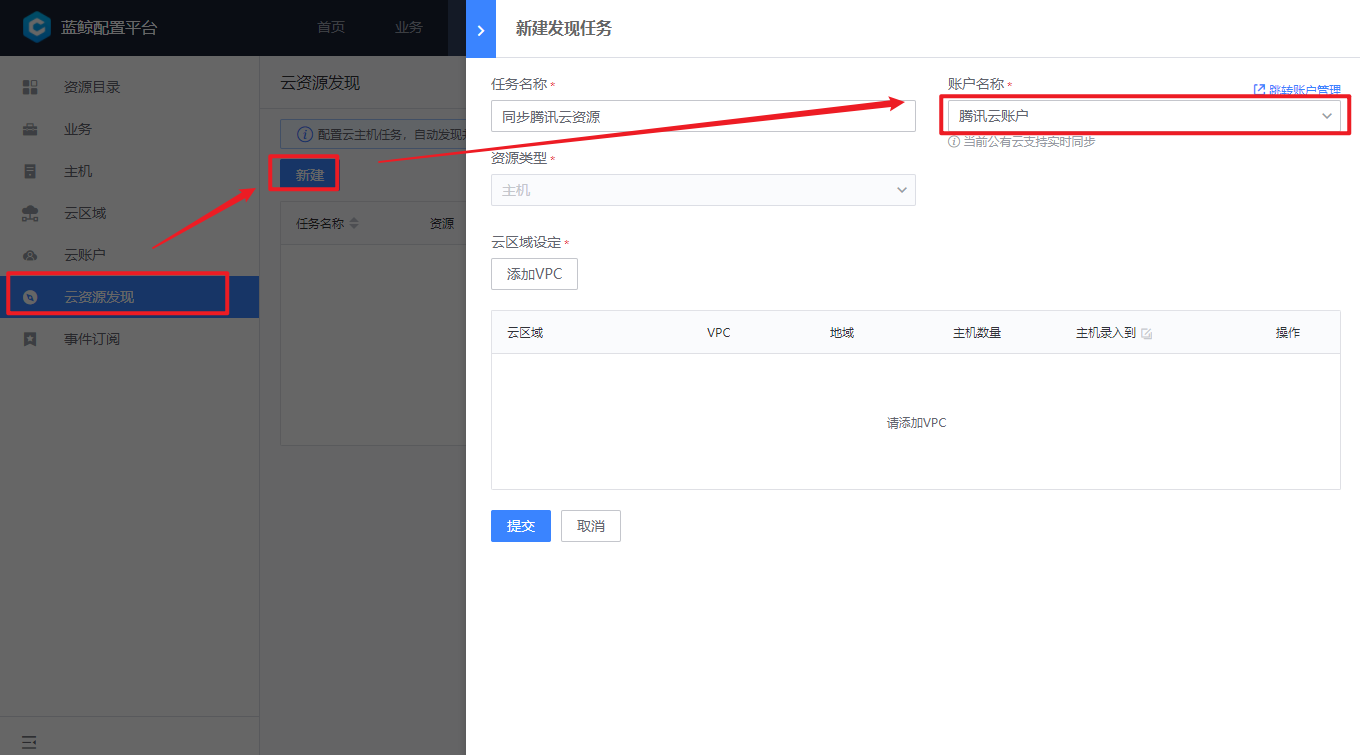 蓝鲸配置平台
首页
业务
资源目录
业务
主机
云区域
云账户
云资源发现
事件订阅
云资源发现
配置云主机任务，自动发现
新建
任务名称
资源
新建发现任务
任务名称*
同步腾讯云资源
账户名称*
跳转账户管理
腾讯云账户
当前公有云支持实时同步
资源类型*
主机
云区域设定*
添加VPC
云区域 VPC 地域 主机数量 主机录入到 操作
请添加VPC
提交
取消